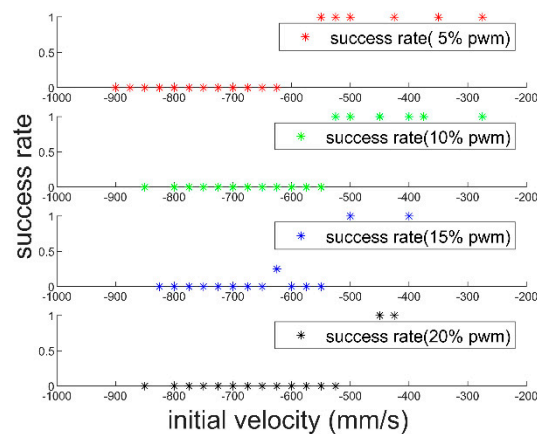 1
0.5
0
success rate( 5% pwm)
-1000 -900 -800 -700 -600 -500 -400 -300 -200
1
0.5
0
success rate(10% pwm)
-1000 -900 -800 -700 -600 -500 -400 -300 -200
1
0.5
0
success rate(15% pwm)
-1000 -900 -800 -700 -600 -500 -400 -300 -200
1
0.5
0
success rate(20% pwm)
-1000 -900 -800 -700 -600 -500 -400 -300 -200
success rate
initial velocity (mm/s)